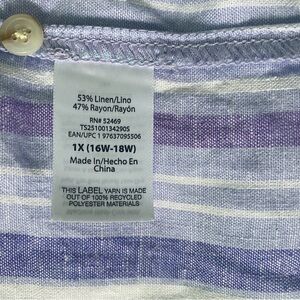 53% Linen/Lino
47% Rayon/Rayón
RN# 52469
TS251001342905
EAN/UPC 1 97637095506
1X (16W-18W)
Made In/Hecho En
China
THIS LABEL YARN IS MADE
OUT OF 100% RECYCLED
POLYESTER MATERIALS